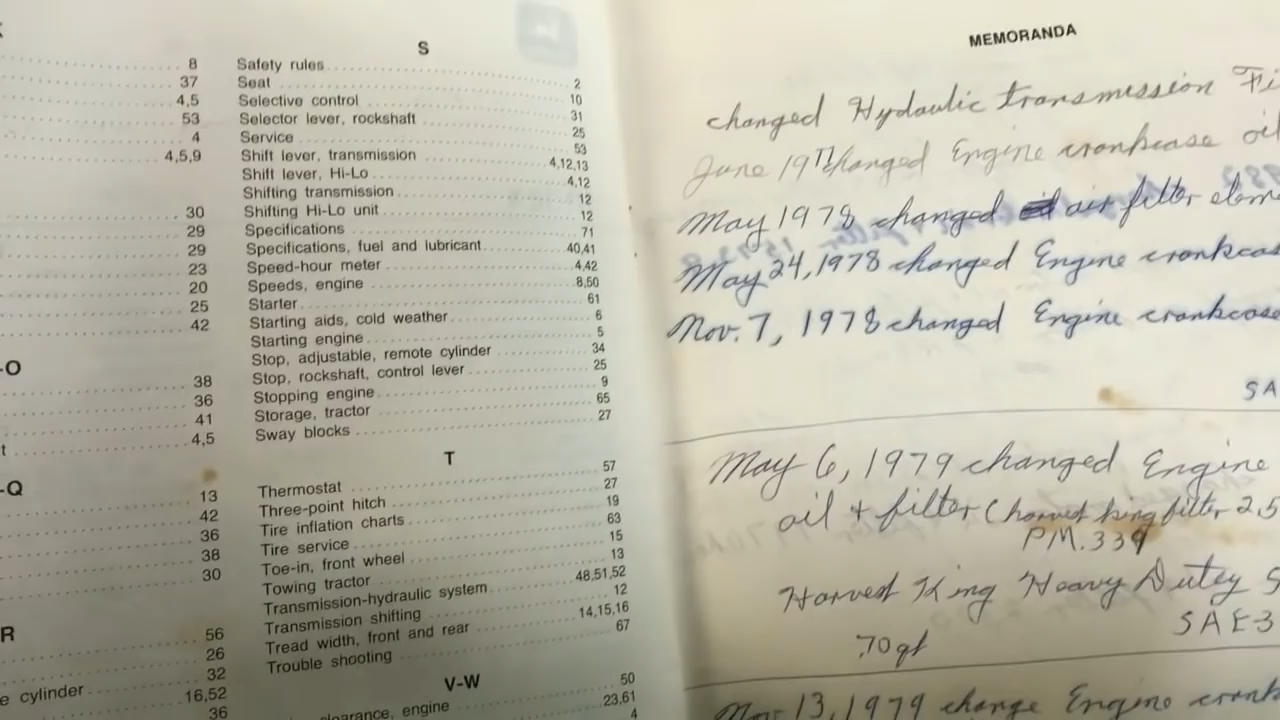 8
37
4,5
53
4
4,5,9
30
29
29
23
20
25
42
-O
38
36
41
4,5
-Q
13
42
36
38
30
R
56
26
32
cylinder 16,52
36
S
Safety rules 2
Seat 10
Selective control 31
Selector lever, rockshaft 25
Service 53
Shift lever, transmission 4,12,13
Shift lever, Hi-Lo 4,12
Shifting transmission 12
Shifting Hi-Lo unit 12
Specifications 71
Specifications, fuel and lubricant 40,41
Speed-hour meter 4,42
Speeds, engine 8,50
Starter 61
Starting aids, cold weather 6
Starting engine 5
Stop, adjustable, remote cylinder 34
Stop, rockshaft, control lever 25
Stopping engine 9
Storage, tractor 65
Sway blocks 27
T
Thermostat 57
Three-point hitch 27
Tire inflation charts 19
Tire service 63
Toe-in, front wheel 15
Towing tractor 13
Transmission-hydraulic system 48,51,52
Transmission shifting 12
Tread width, front and rear 14,15,16
Trouble shooting 67
V-W
clearance, engine 50
23,61
4
MEMORANDA
changed Hydaulic transmission Fi
June 1977 changed Engine crankcase oil
May 1978 changed air filter elem
May 24, 1978 changed Engine crankcas
Nov. 7, 1978 changed Engine crankcase
SA
May 6, 1979 changed Engine
oil + filter (harvest king filter 2,5
PM.339
Harvest King Heavy Dutey S
SAE-3
70 qt
Nov 13, 1979 change Engine crank